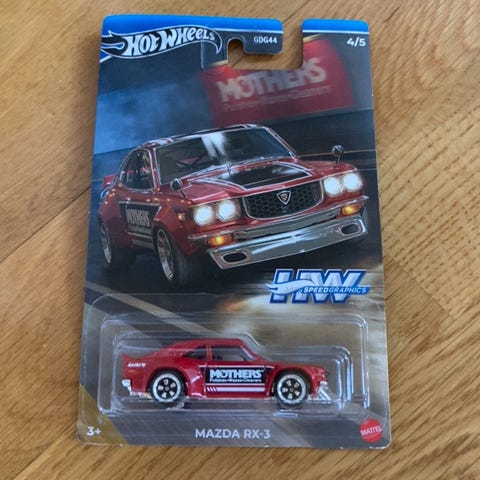 HOT WHEELS
GDG44
4/5
MOTHERS
Polishes•Waxes•Cleaners
MOTHERS
HW
SPEEDGRAPHICS
MOTHERS
Polishes•Waxes•Cleaners
3+
MAZDA RX-3
MATTEL